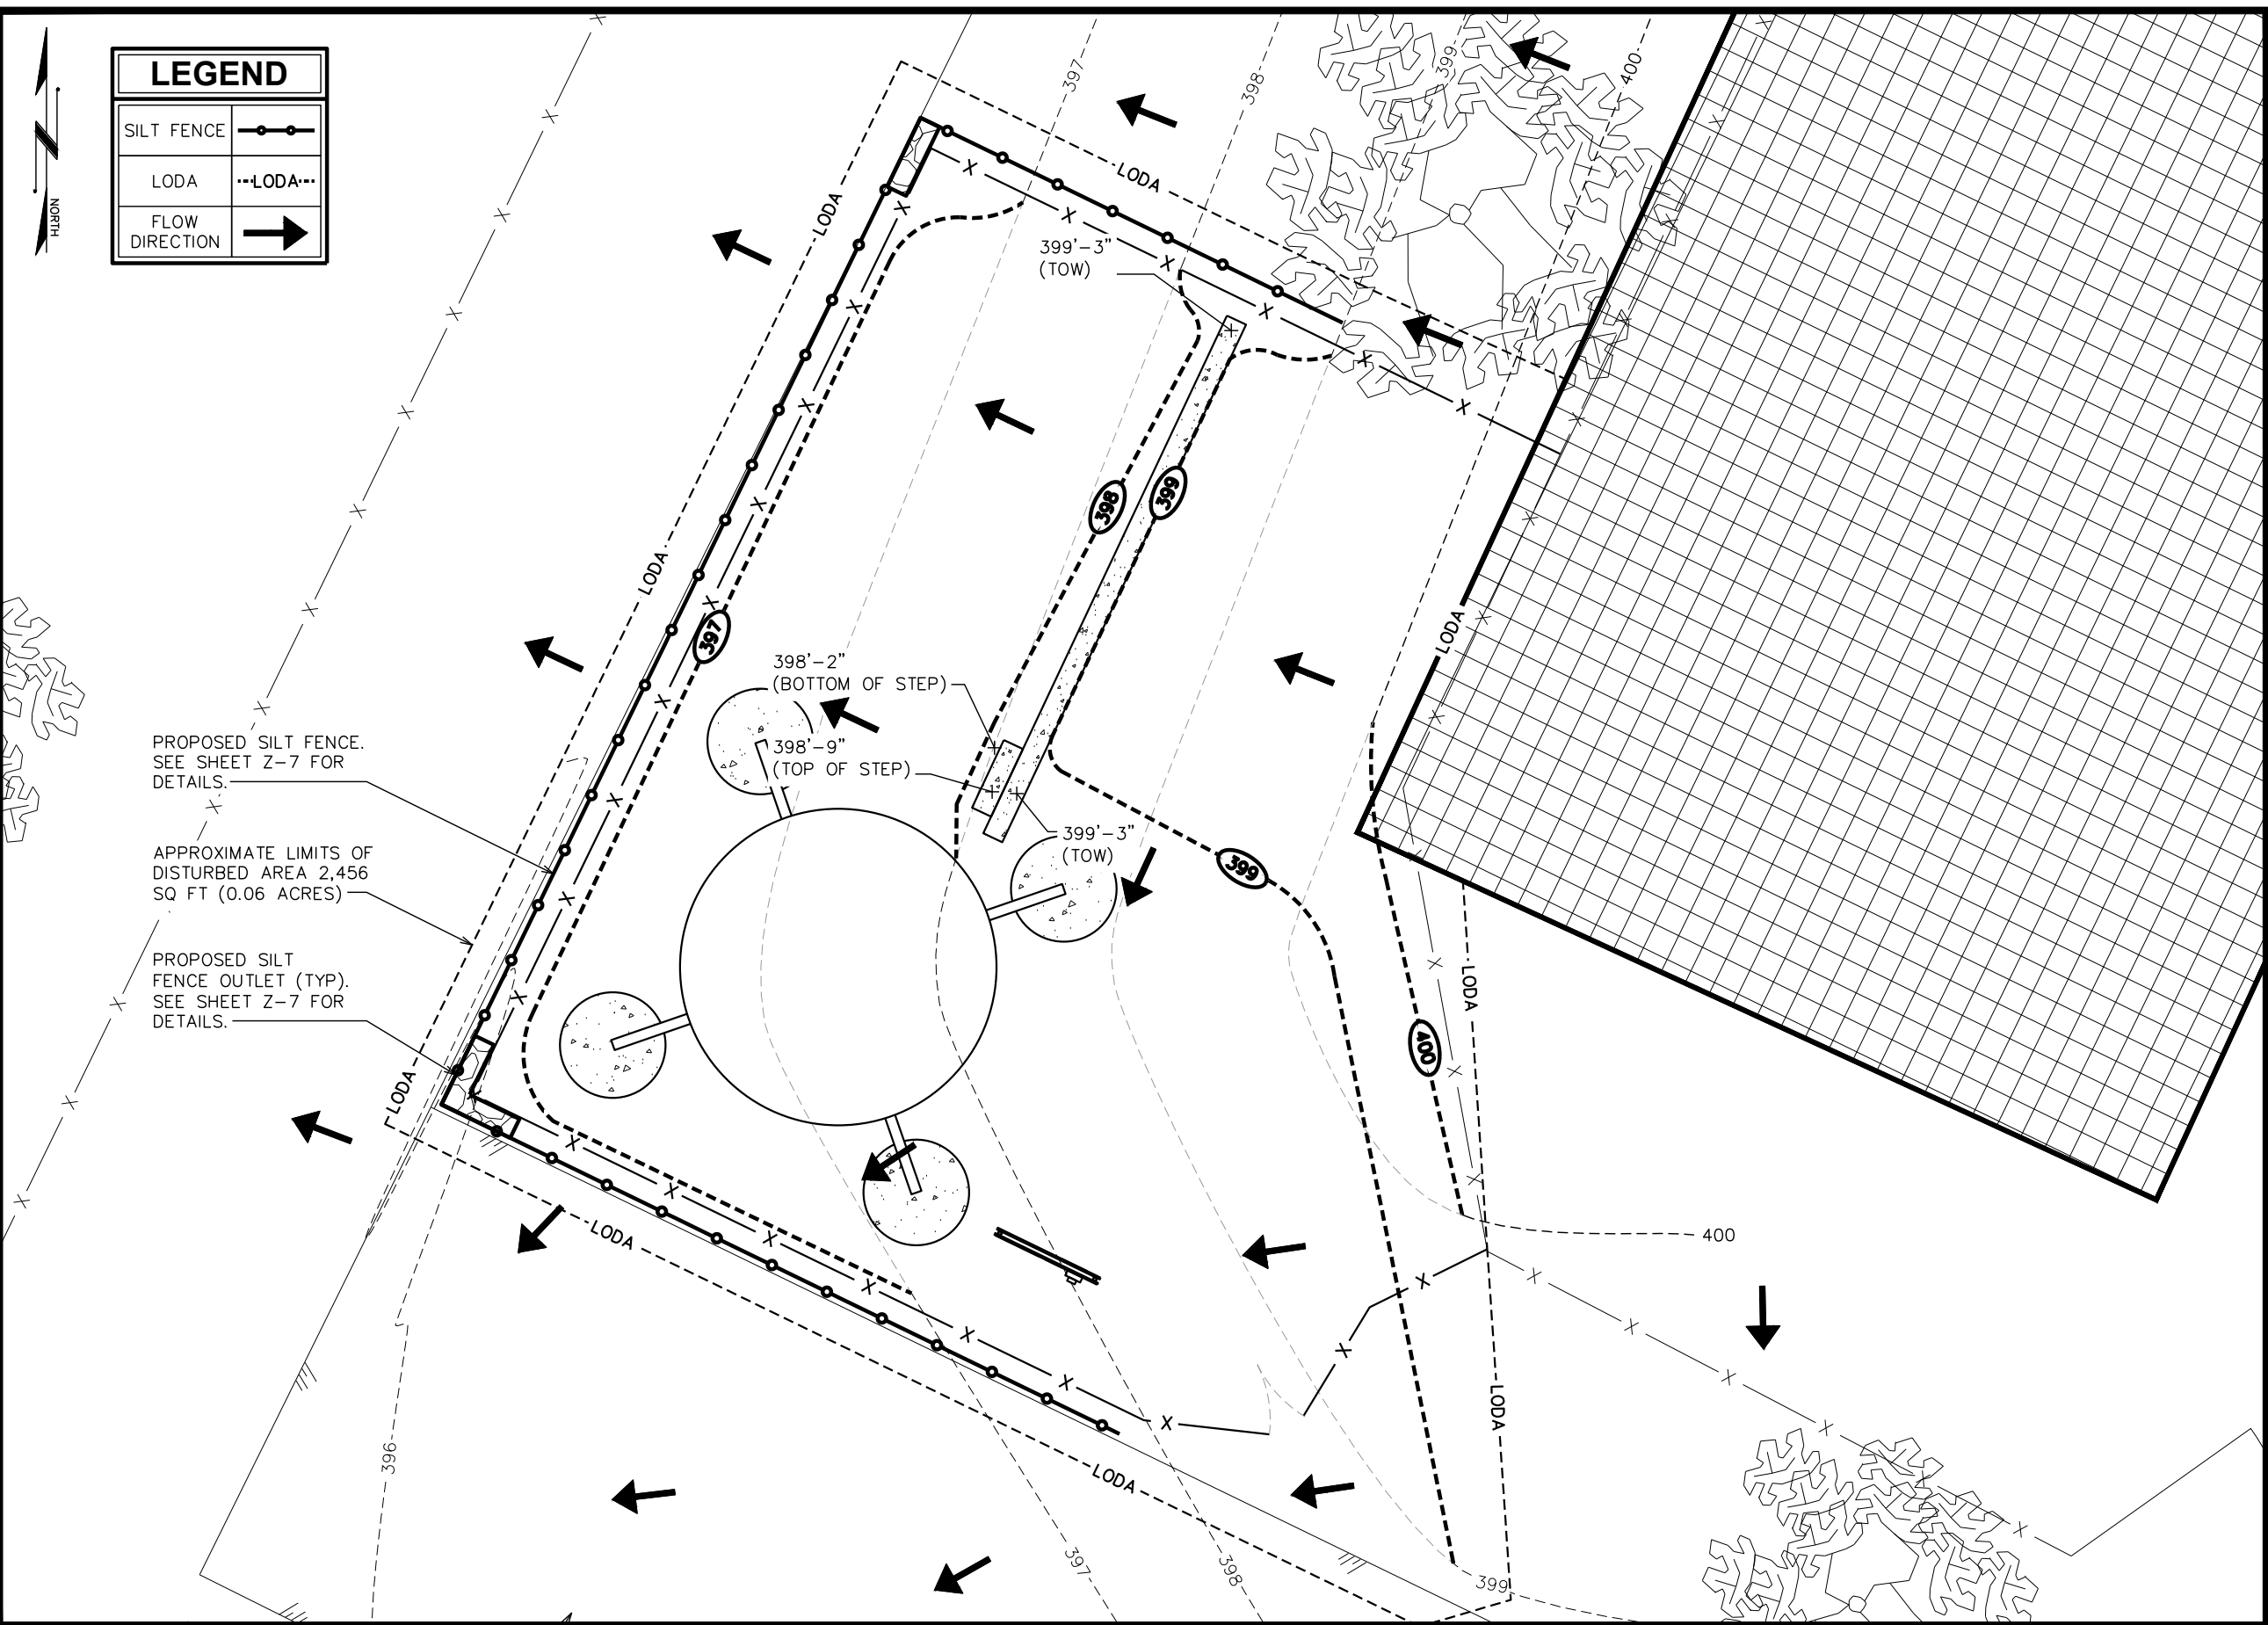 LEGEND
SILT FENCE
LODA
LODA
FLOW
DIRECTION
NORTH
397
398
399
400
LODA
LODA
399'-3"
(TOW)
398
399
LODA
LODA
397
398'-2"
(BOTTOM OF STEP)
398'-9"
(TOP OF STEP)
399'-3"
(TOW)
399
PROPOSED SILT FENCE.
SEE SHEET Z-7 FOR
DETAILS.
APPROXIMATE LIMITS OF
DISTURBED AREA 2,456
SQ FT (0.06 ACRES)
PROPOSED SILT
FENCE OUTLET (TYP).
SEE SHEET Z-7 FOR
DETAILS.
LODA
LODA
400
400
LODA
LODA
LODA
396
397
398
399